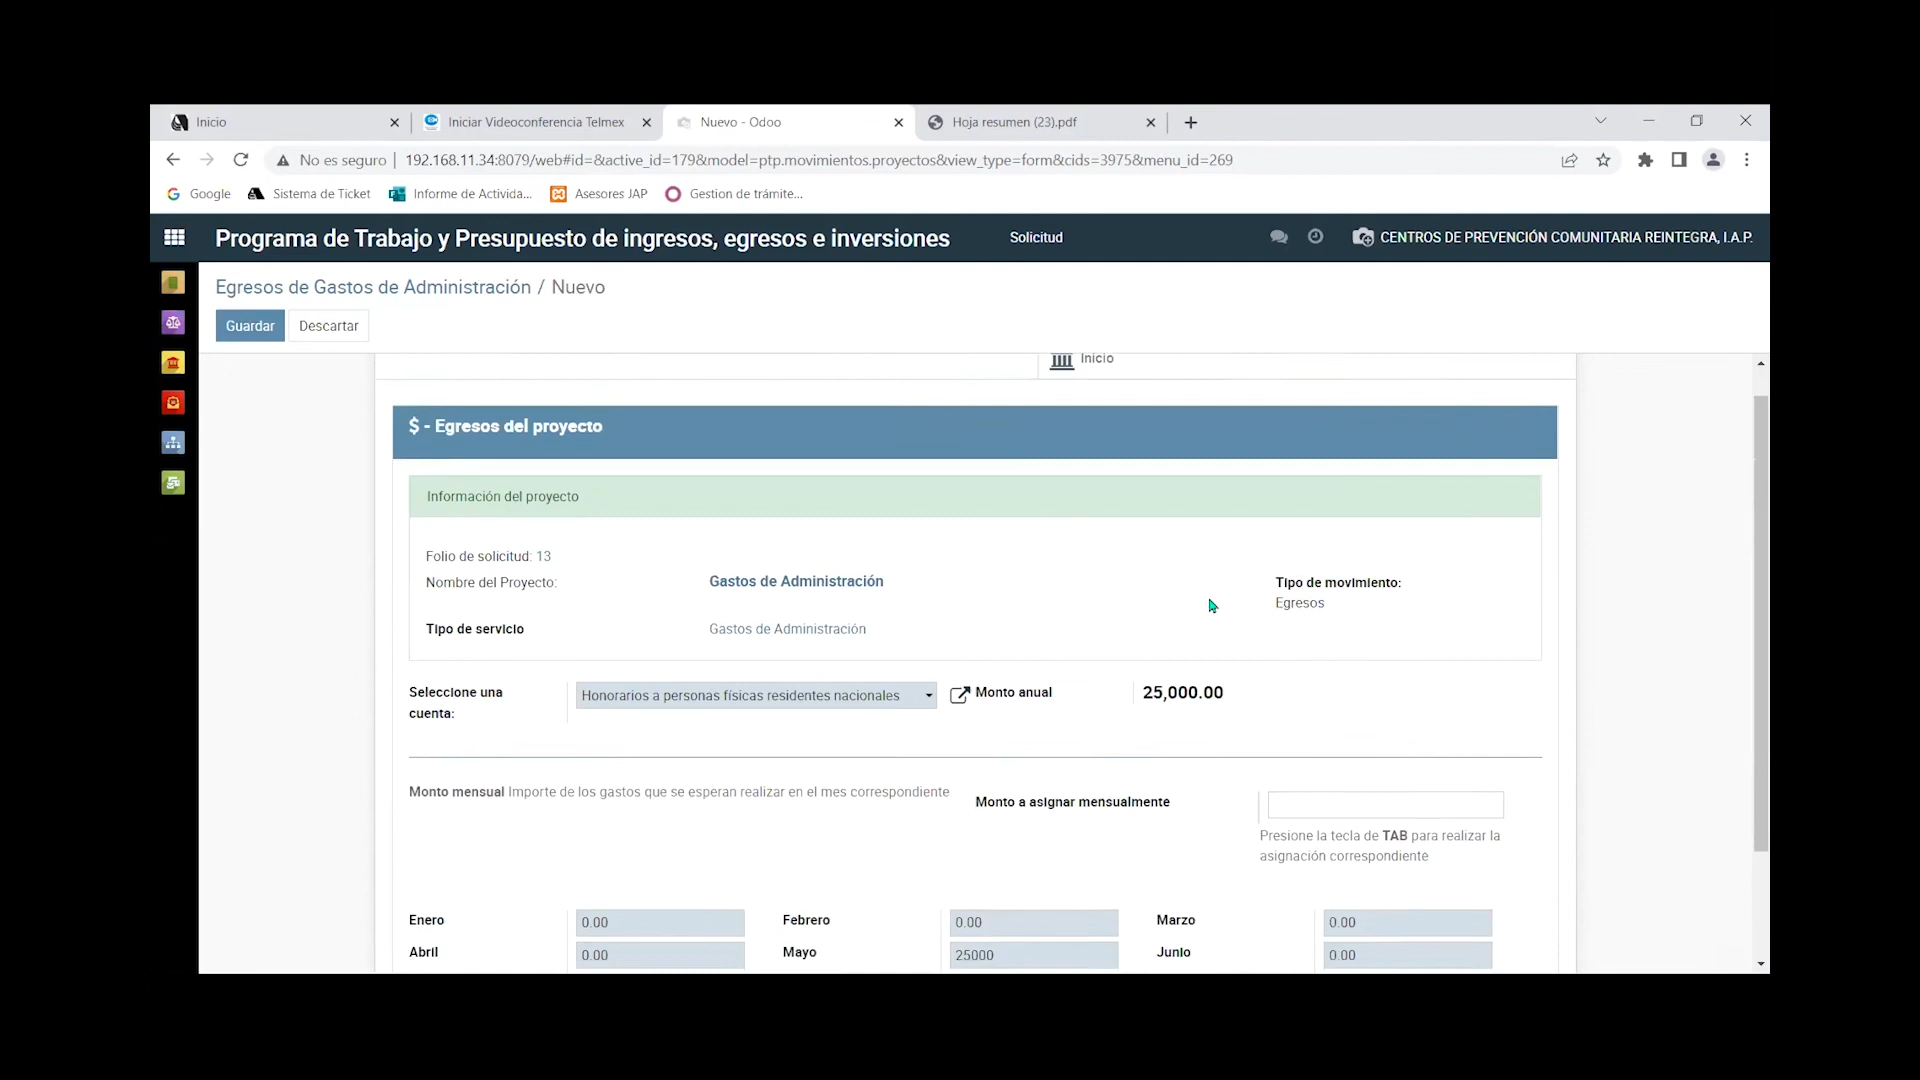 Inicio
Iniciar Videoconferencia Telmex
Nuevo - Odoo
Hoja resumen (23).pdf
No es seguro
192.168.11.34:8079/web#id=&active_id=179&model=ptp.movimientos.proyectos&view_type=form&cids=3975&menu_id=269
Google
Sistema de Ticket
Informe de Activida...
Asesores JAP
Gestion de trámite...
Programa de Trabajo y Presupuesto de ingresos, egresos e inversiones
Solicitud
CENTROS DE PREVENCIÓN COMUNITARIA REINTEGRA, I.A.P.
Egresos de Gastos de Administración / Nuevo
Guardar
Descartar
Inicio
$ - Egresos del proyecto
Información del proyecto
Folio de solicitud: 13
Nombre del Proyecto:
Gastos de Administración
Tipo de movimiento:
Egresos
Tipo de servicio
Gastos de Administración
Seleccione una
cuenta:
Honorarios a personas físicas residentes nacionales
Monto anual
25,000.00
Monto mensual Importe de los gastos que se esperan realizar en el mes correspondiente
Monto a asignar mensualmente
Presione la tecla de TAB para realizar la
asignación correspondiente
Enero
0.00
Febrero
0.00
Marzo
0.00
Abril
0.00
Mayo
25000
Junio
0.00